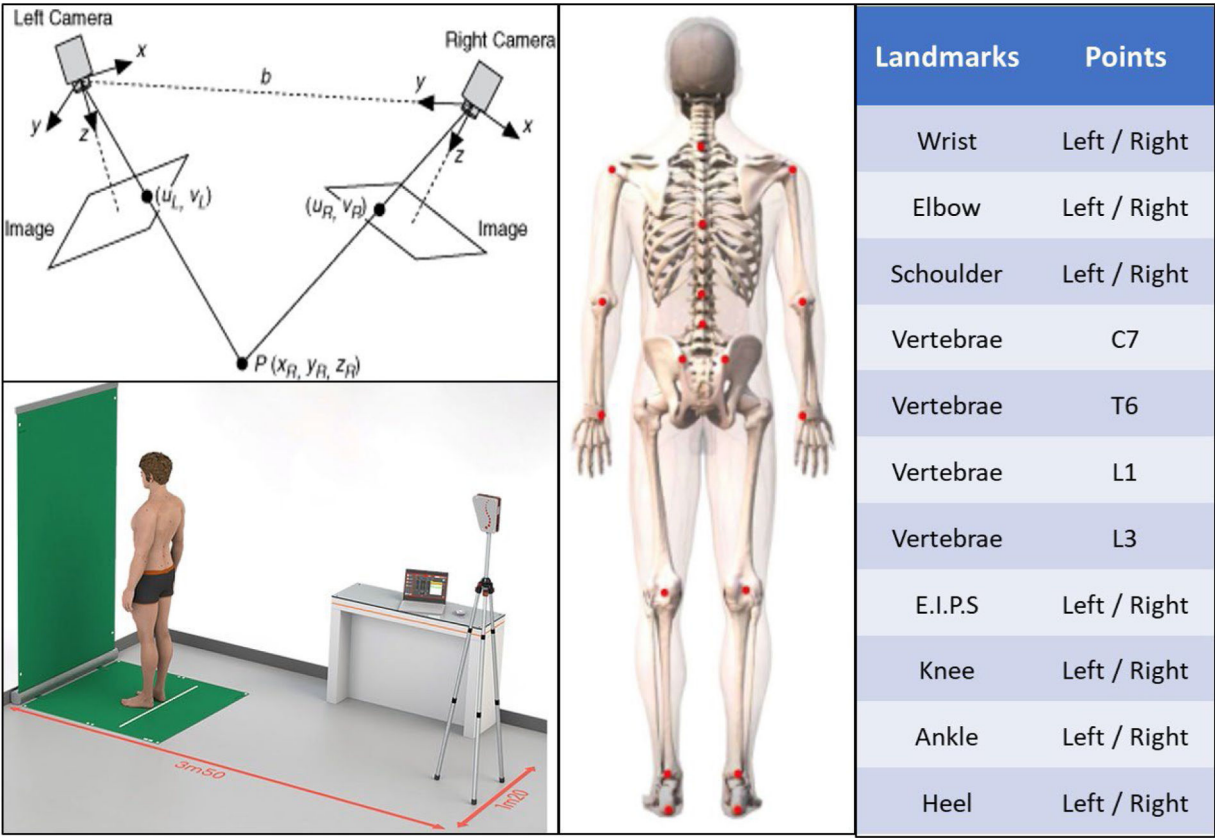 Left Camera
Right Camera
x
b
y
y
z
x
z
(u_L, v_L)
(u_R, v_R)
Image
Image
P (x_R, y_R, z_R)
3m50
1m20
Landmarks Points
Wrist Left / Right
Elbow Left / Right
Schoulder Left / Right
Vertebrae C7
Vertebrae T6
Vertebrae L1
Vertebrae L3
E.I.P.S Left / Right
Knee Left / Right
Ankle Left / Right
Heel Left / Right